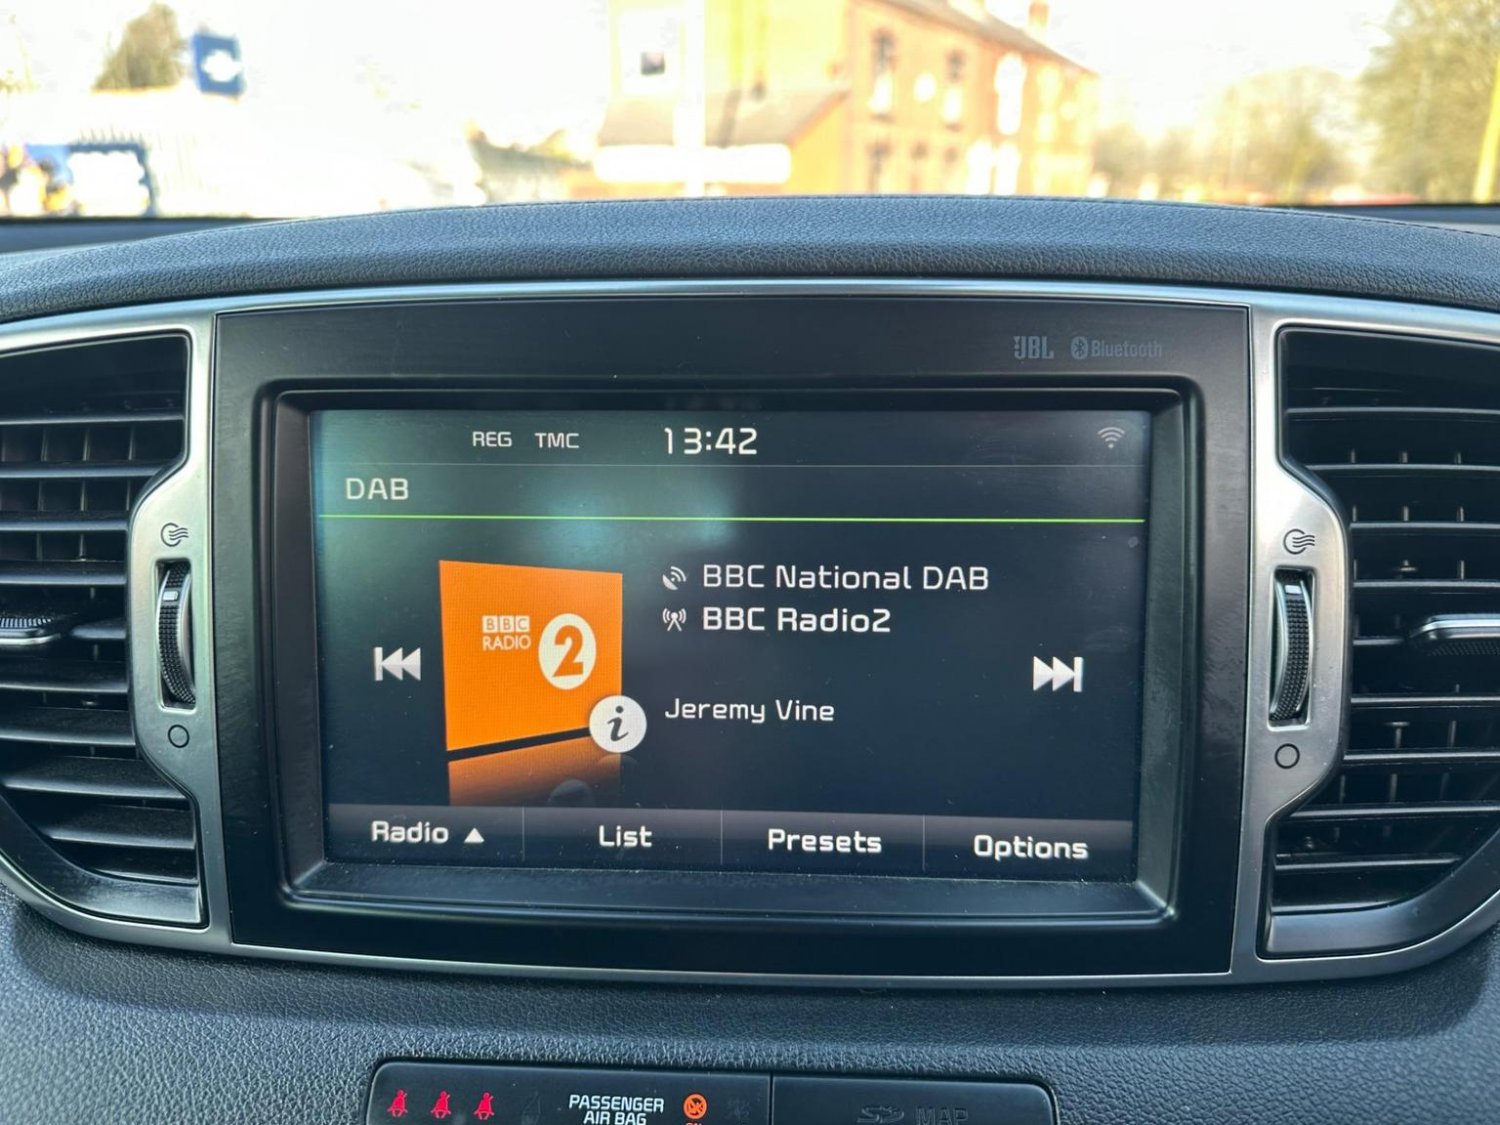 JBL Bluetooth
REG TMC 13:42
DAB
BBC National DAB
BBC Radio2
BBC
RADIO 2
i
Jeremy Vine
Radio ▲ List Presets Options
PASSENGER
AIR BAG
MAP